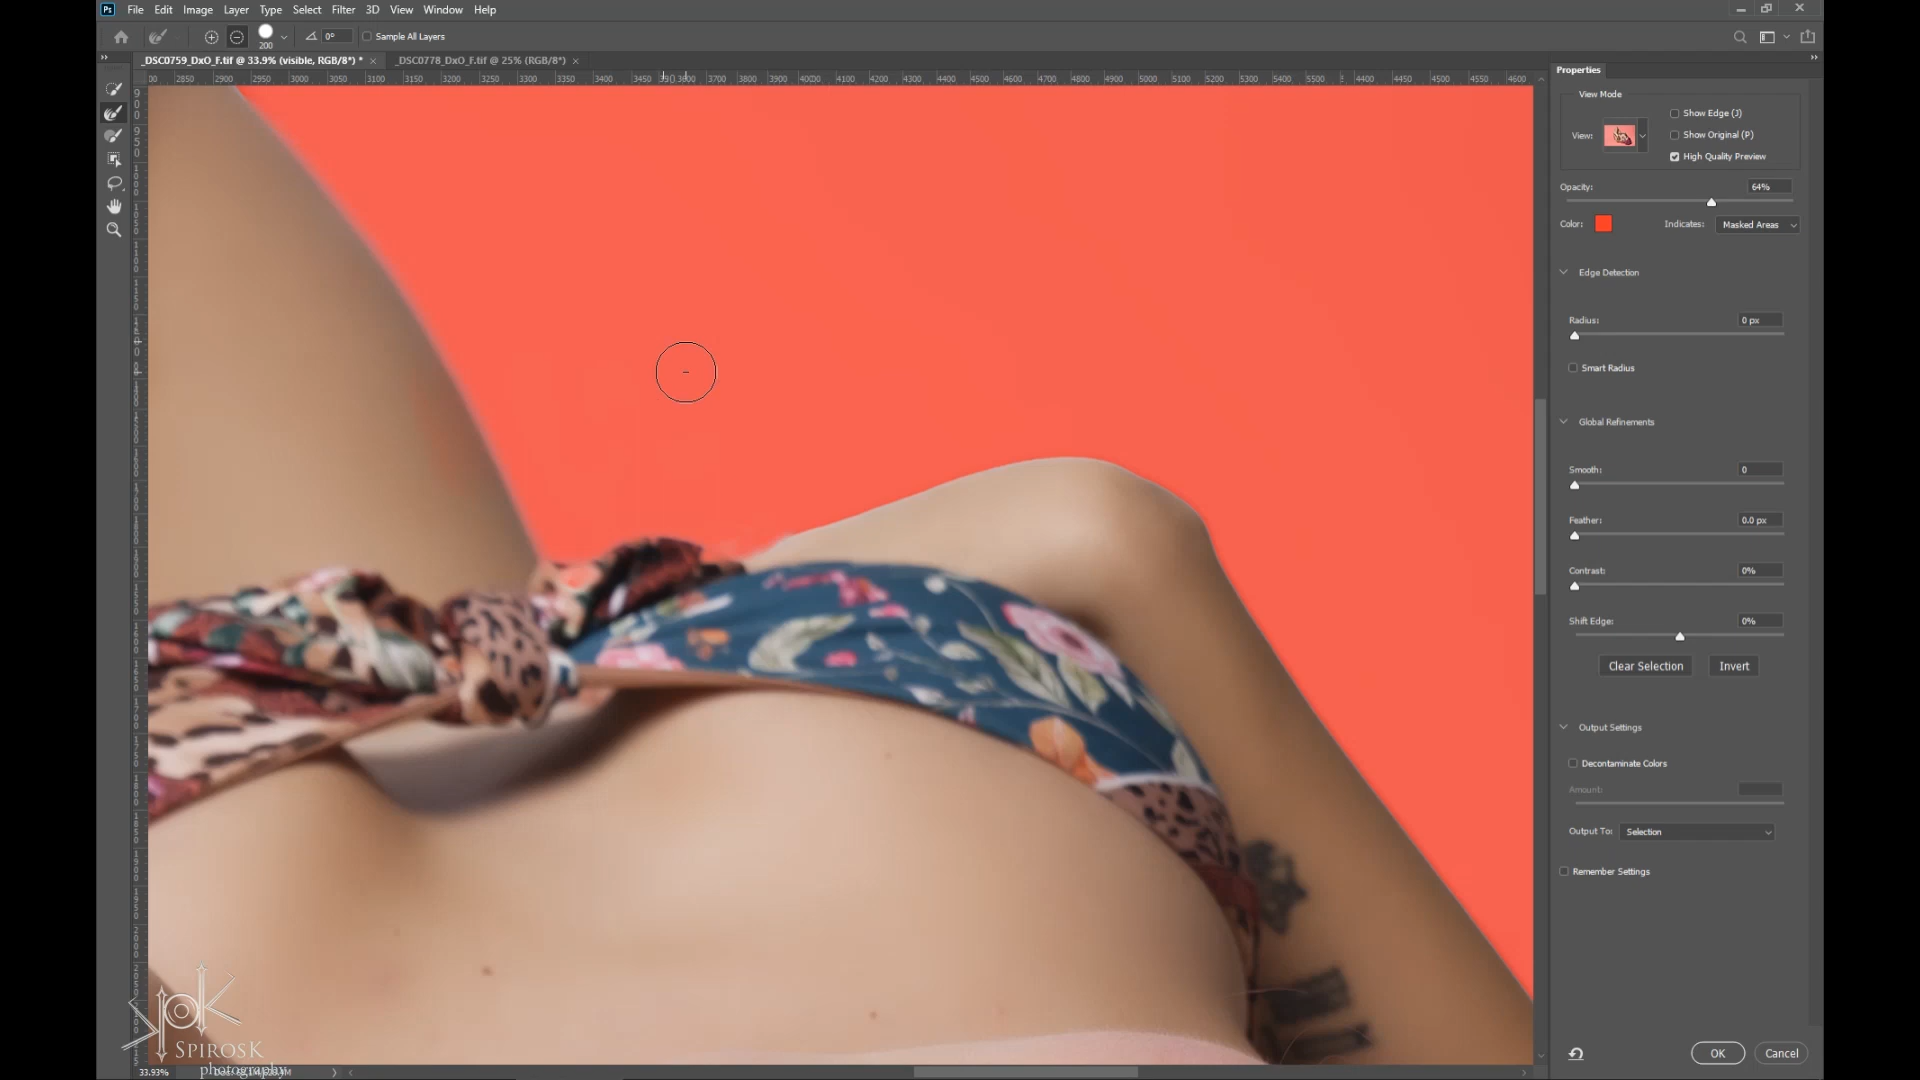 Ps File Edit Image Layer Select Filter 3D View Window Help
200 0° Sample All Layers
_DSC0759_DxO_F.tif @ 33.9% (visible, RGB/8*) * × _DSC0778_DxO_F.tif @ 25% (RGB/8*) ×
Properties
View Mode
Show Edge (J)
View: Show Original (P)
High Quality Preview
Opacity: 64%
Color: Indicates: Masked Areas
Edge Detection
Radius: 0 px
Smart Radius
Global Refinements
Smooth: 0
Feather: 0.0 px
Contrast: 0%
Shift Edge: 0%
Clear Selection Invert
Output Settings
Decontaminate Colors
Amount:
Output To: Selection
Remember Settings
OK Cancel
SPIROSK
photography
33.93%